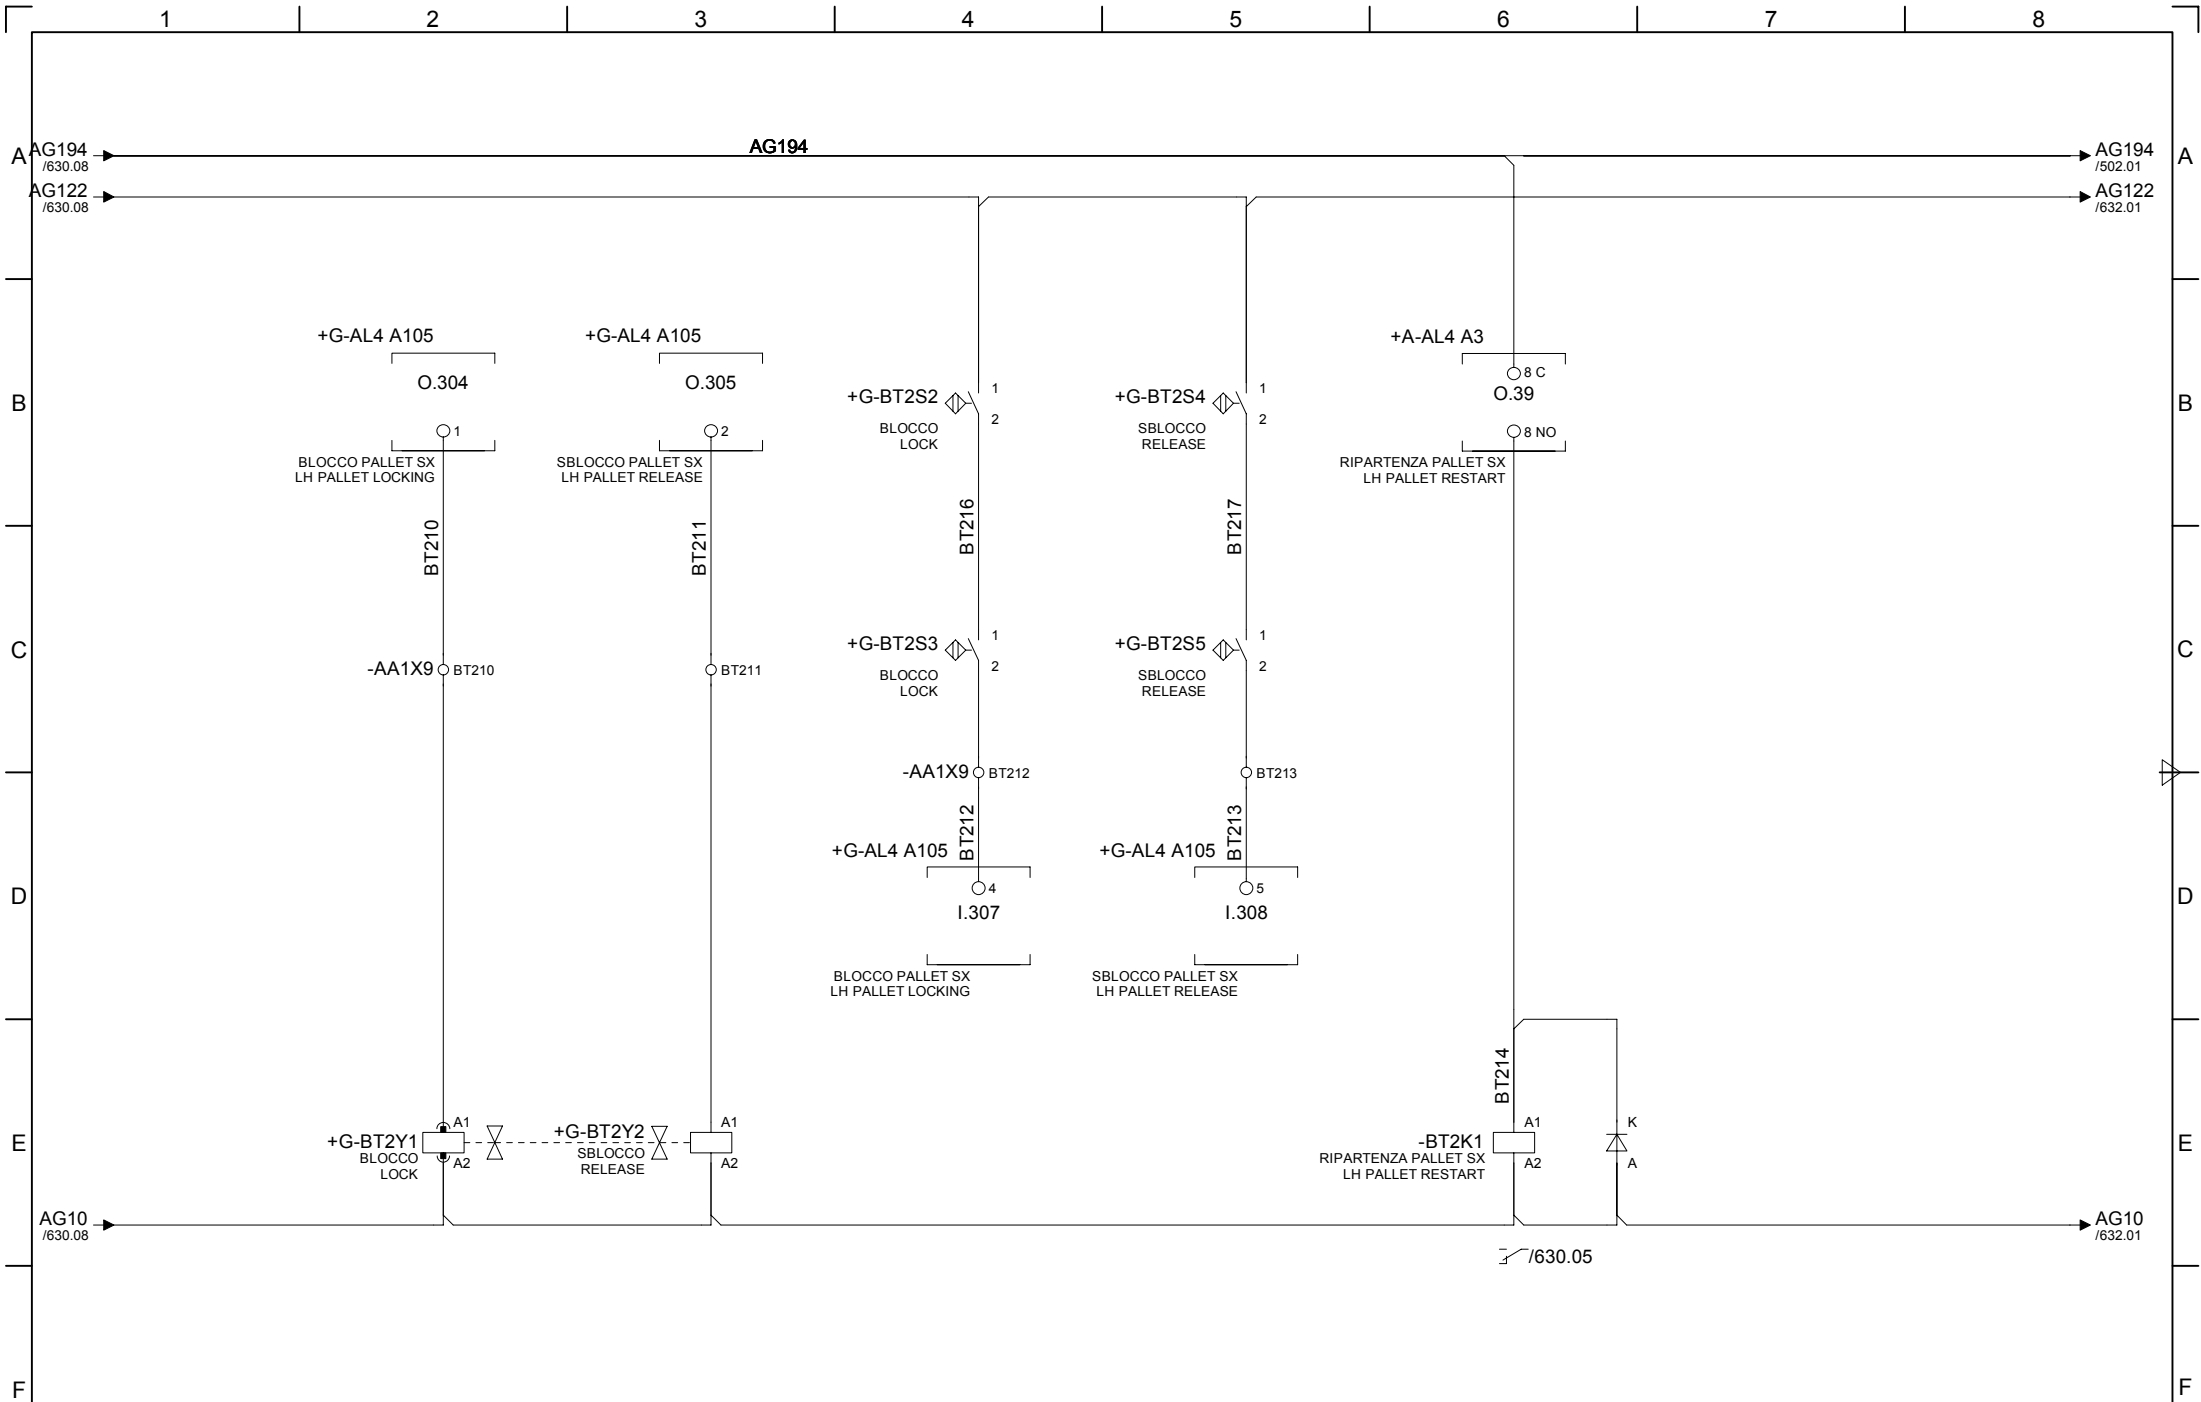 1 2 3 4 5 6 7 8
A AG194 AG194 AG194 A
/630.08 /502.01
AG122 AG122
/630.08 /632.01
+G-AL4 A105 +G-AL4 A105 +A-AL4 A3
O.304 O.305 8 C
O.39
B +G-BT2S2 1 +G-BT2S4 1 B
2 2
BLOCCO SBLOCCO
LOCK RELEASE
1 2 8 NO
BLOCCO PALLET SX SBLOCCO PALLET SX RIPARTENZA PALLET SX
LH PALLET LOCKING LH PALLET RELEASE LH PALLET RESTART
BT210 BT211 BT216 BT217
C +G-BT2S3 1 +G-BT2S5 1 C
2 2
-AA1X9 BT210 BT211
BLOCCO SBLOCCO
LOCK RELEASE
-AA1X9 BT212 BT213
BT212 BT213
+G-AL4 A105 +G-AL4 A105
D 4 5 D
I.307 I.308
BLOCCO PALLET SX SBLOCCO PALLET SX
LH PALLET LOCKING LH PALLET RELEASE
BT214
A1 A1 A1 K
E +G-BT2Y1 +G-BT2Y2 -BT2K1 E
BLOCCO SBLOCCO RIPARTENZA PALLET SX
LOCK RELEASE LH PALLET RESTART
A2 A2 A2 A
AG10 AG10
/630.08 /632.01
/630.05
F F